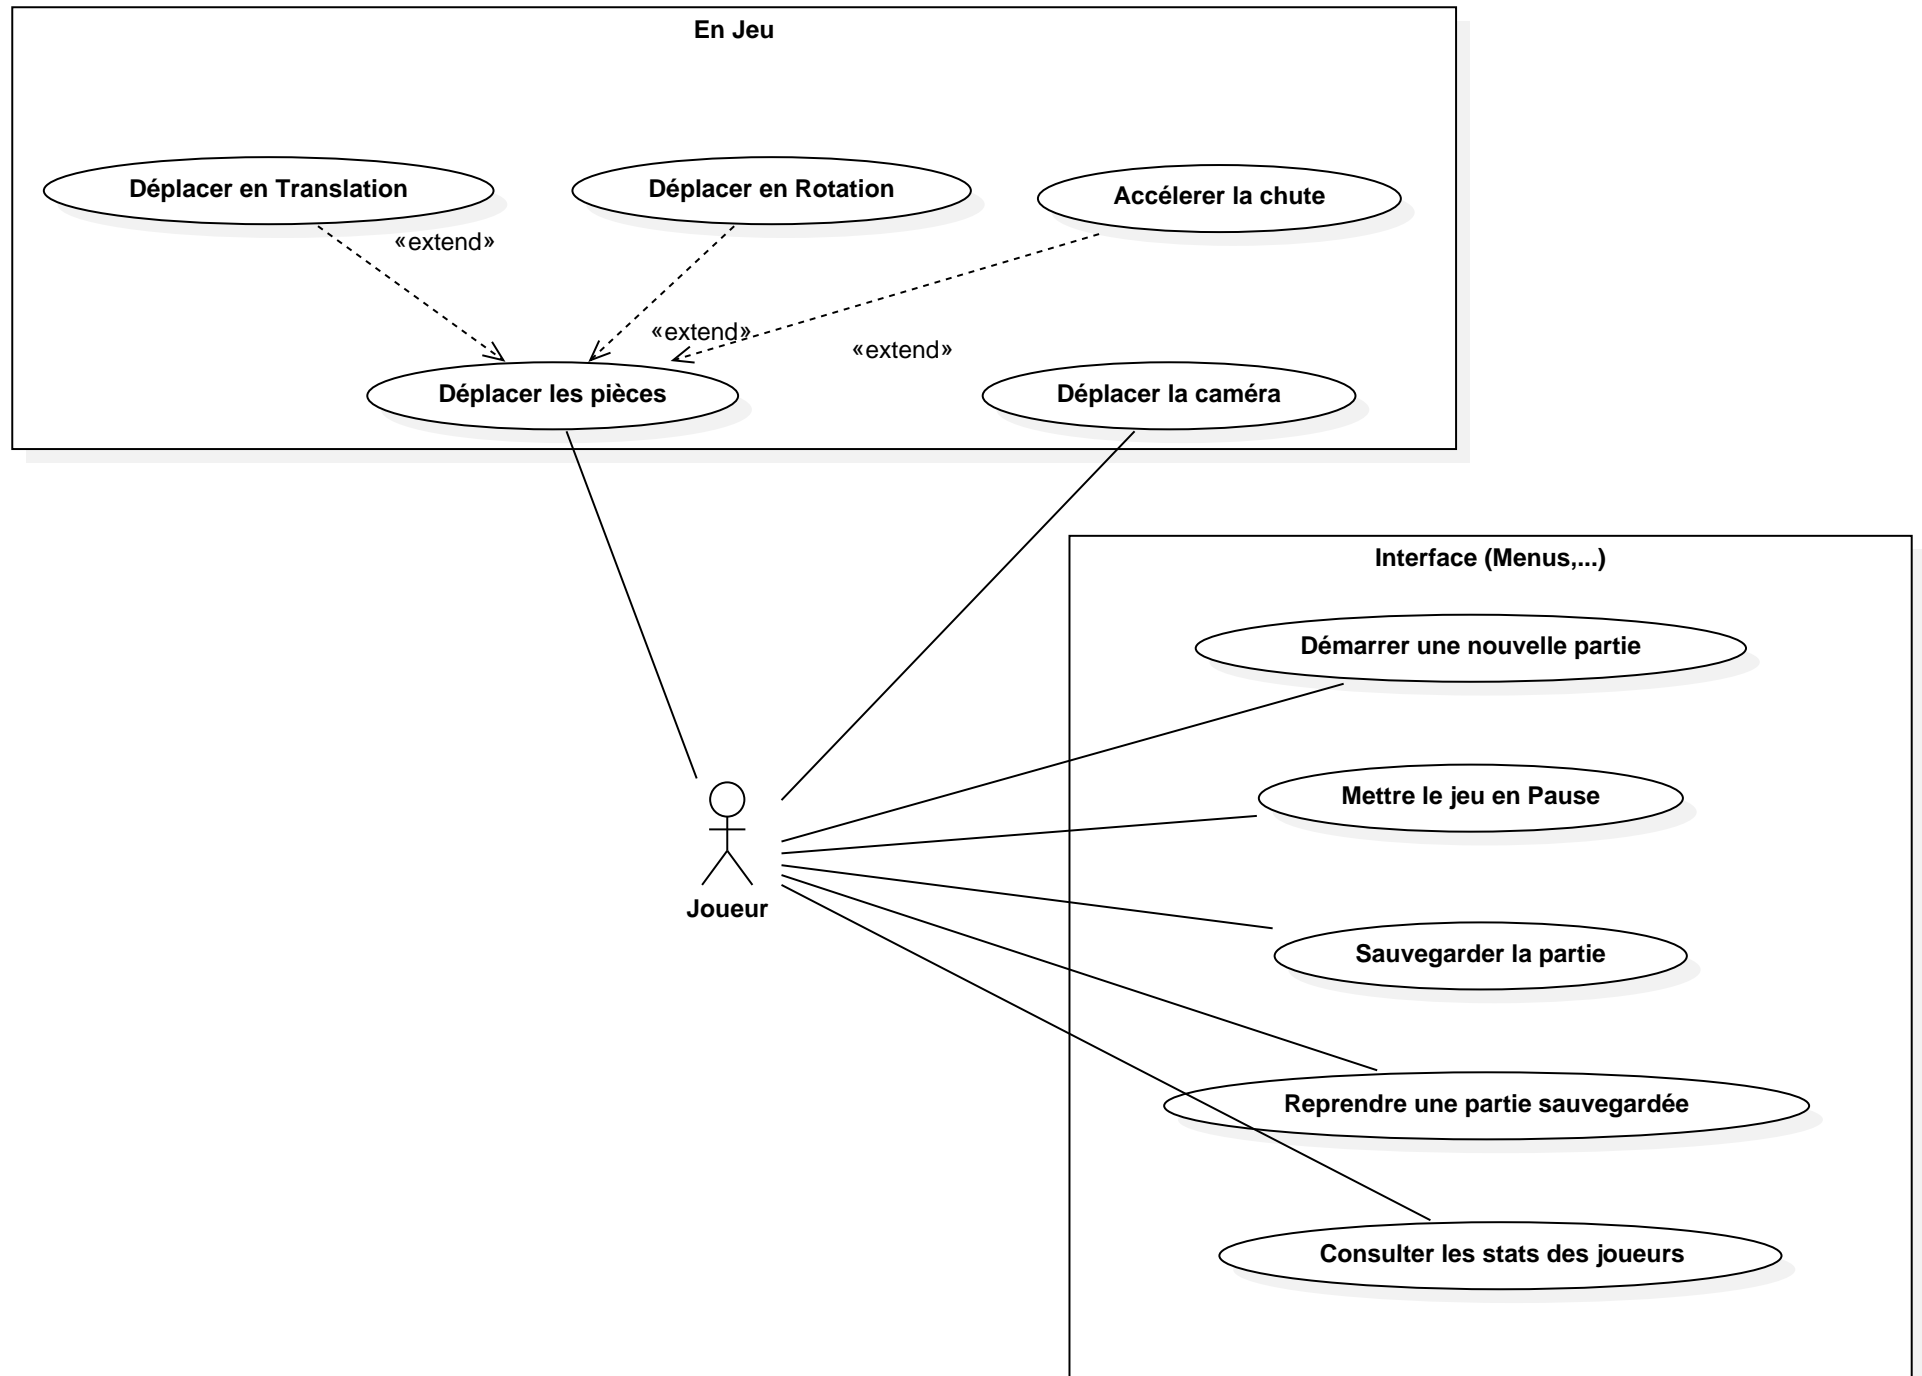 En Jeu
Déplacer en Translation
Déplacer en Rotation
Accélerer la chute
«extend»
«extend»
«extend»
Déplacer les pièces
Déplacer la caméra
Interface (Menus,...)
Démarrer une nouvelle partie
Mettre le jeu en Pause
Joueur
Sauvegarder la partie
Reprendre une partie sauvegardée
Consulter les stats des joueurs